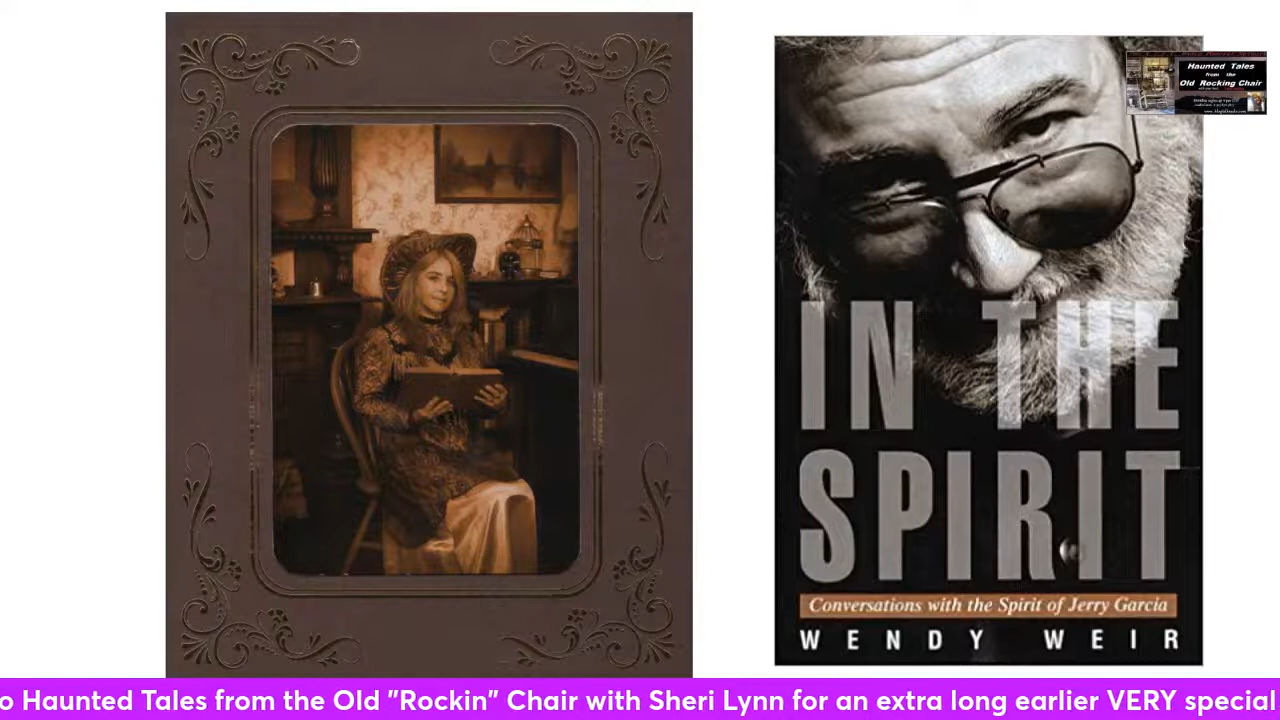 IN THE
SPIRIT
Conversations with the Spirit of Jerry Garcia
WENDY WEIR
Haunted Tales
from the
Old Rocking Chair
o Haunted Tales from the Old "Rockin" Chair with Sheri Lynn for an extra long earlier VERY special